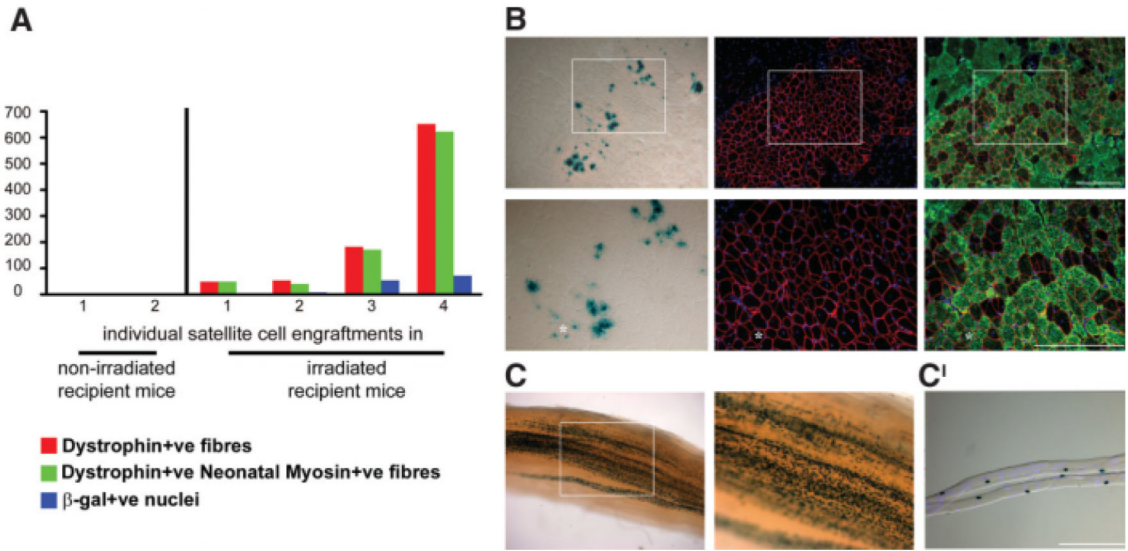 A
700
600
500
400
300
200
100
0
1 2 1 2 3 4
individual satellite cell engraftments in
non-irradiated irradiated
recipient mice recipient mice
Dystrophin+ve fibres
Dystrophin+ve Neonatal Myosin+ve fibres
β-gal+ve nuclei
B
*
*
*
C
C'